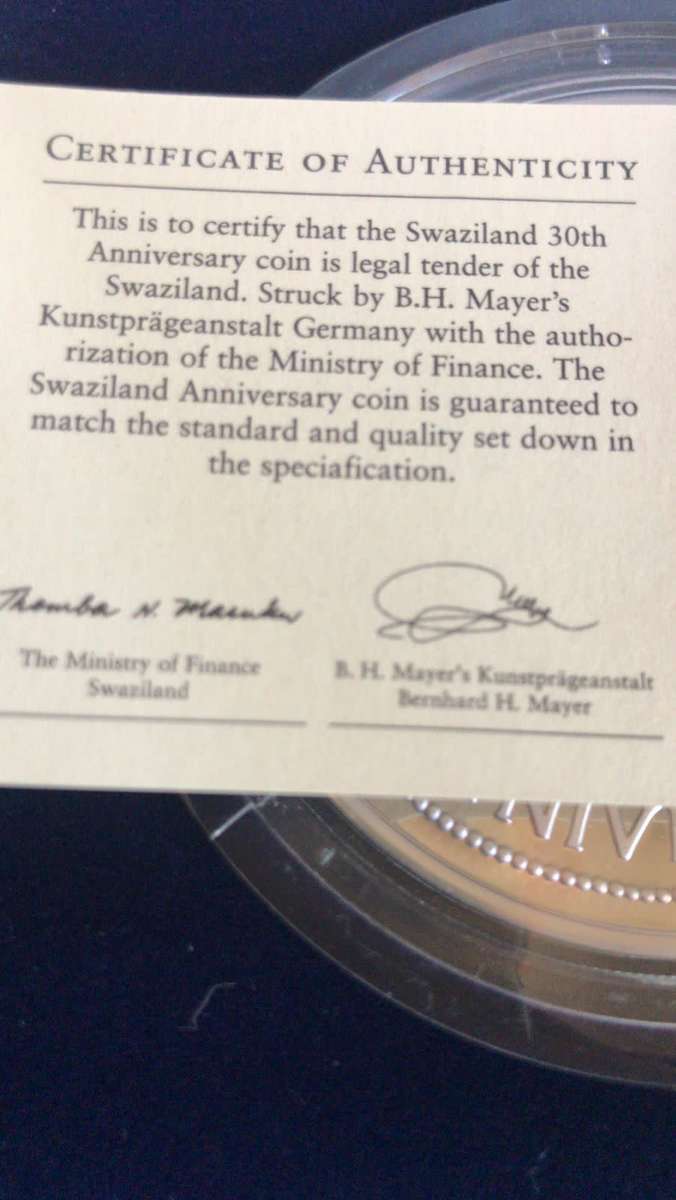 CERTIFICATE OF AUTHENTICITY
This is to certify that the Swaziland 30th
Anniversary coin is legal tender of the
Swaziland. Struck by B.H. Mayer's
Kunstprägeanstalt Germany with the autho-
rization of the Ministry of Finance. The
Swaziland Anniversary coin is guaranteed to
match the standard and quality set down in
the speciafication.
The Ministry of Finance
Swaziland
B. H. Mayer's Kunstprägeanstalt
Bernhard H. Mayer